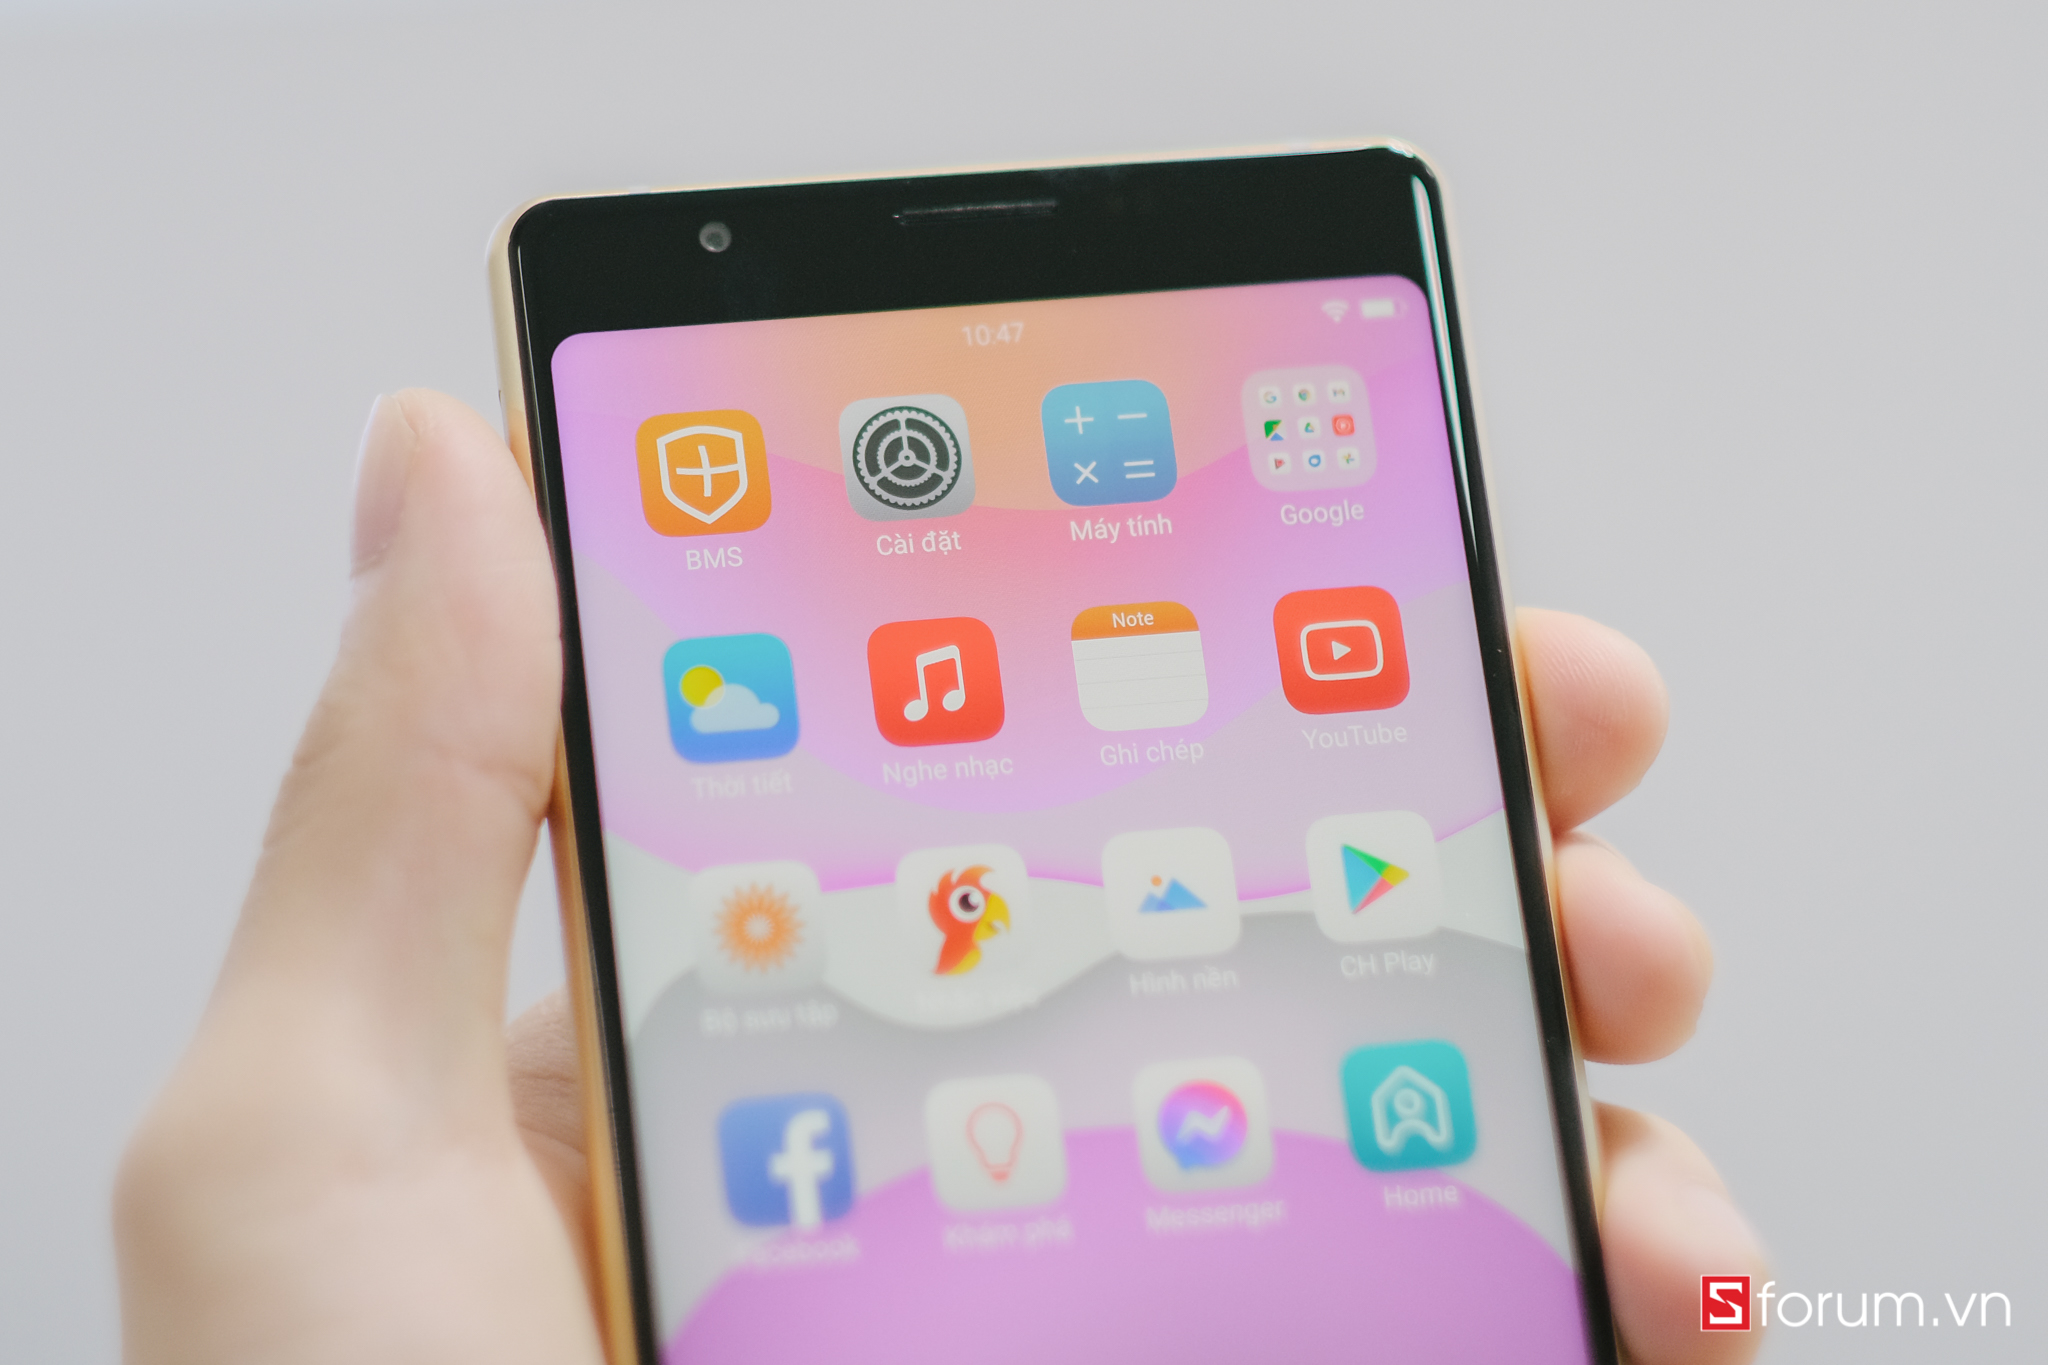 10:47
BMS
Cài đặt
Máy tính
Google
Note
Thời tiết
Nghe nhạc
Ghi chép
YouTube
Bộ sưu tập
Hình nền
CH Play
Facebook
Khám phá
Messenger
Home
Sforum.vn